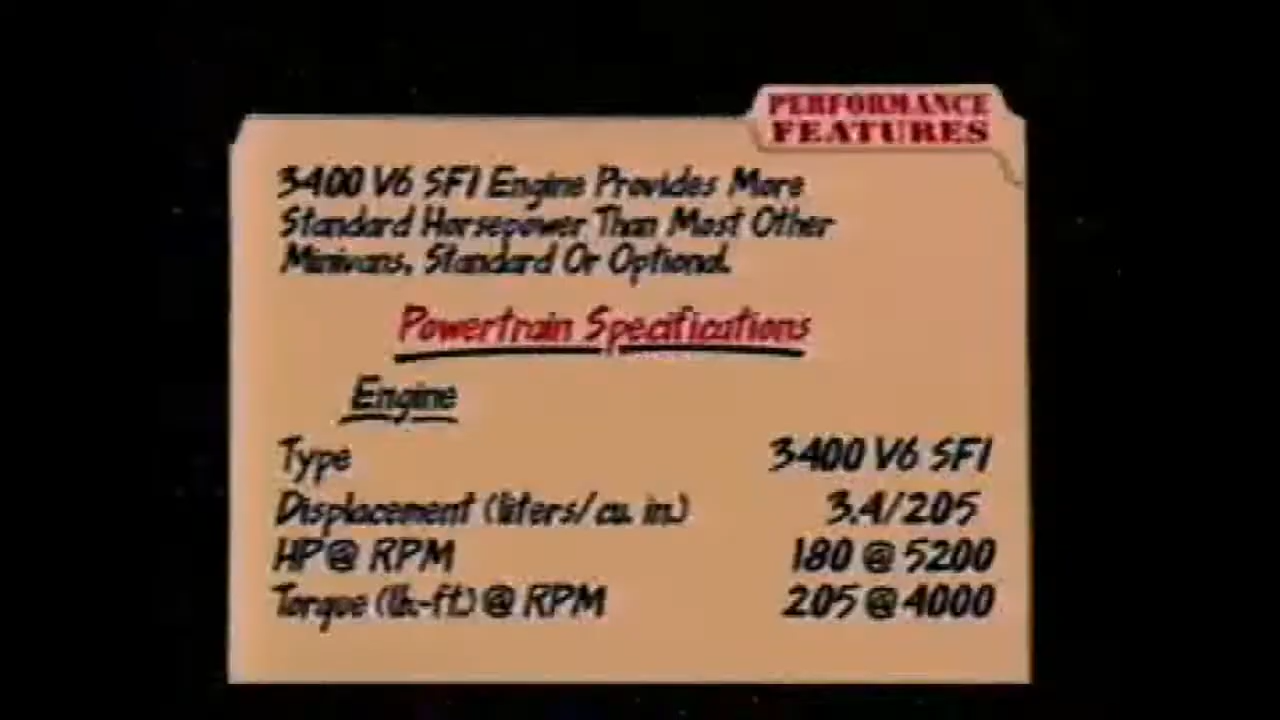 PERFORMANCE
FEATURES
3400 V6 SFI Engine Provides More
Standard Horsepower Than Most Other
Minivans, Standard Or Optional.
Powertrain Specifications
Engine
Type 3400 V6 SFI
Displacement (liters/cu. in.) 3.4/205
HP @ RPM 180 @ 5200
Torque (lb.-ft.) @ RPM 205 @ 4000